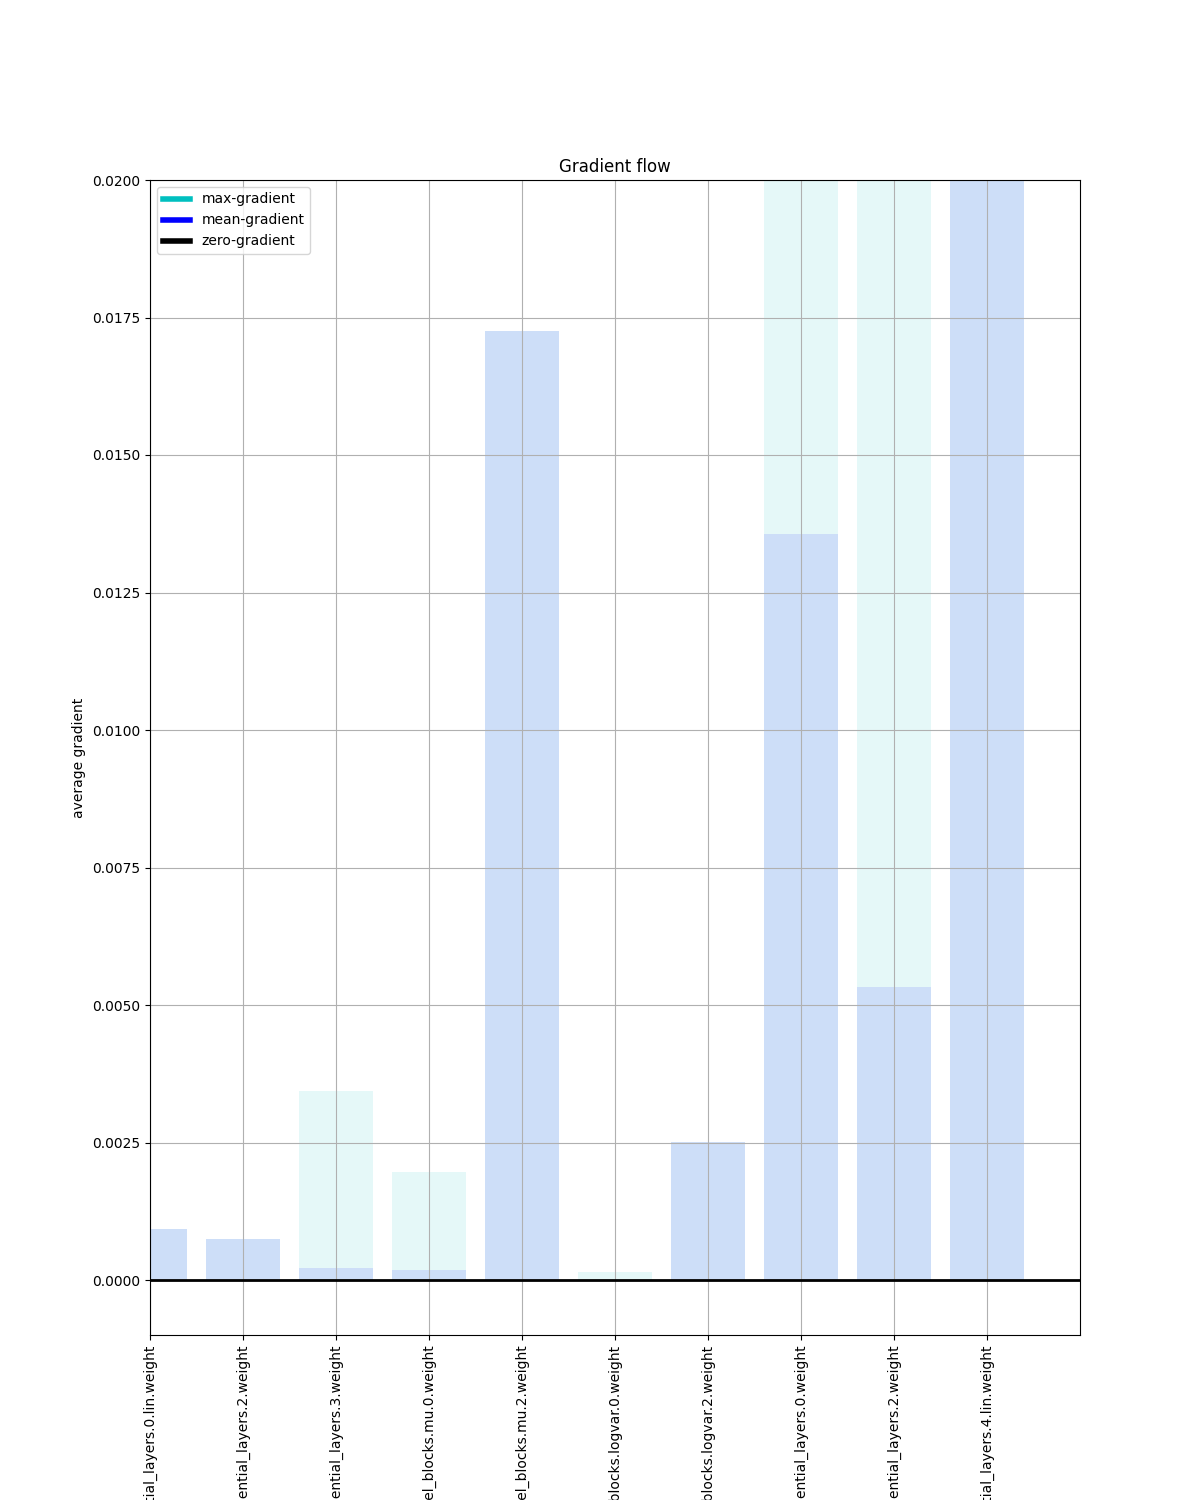 Gradient flow
max-gradient
mean-gradient
zero-gradient
average gradient
0.0200
0.0175
0.0150
0.0125
0.0100
0.0075
0.0050
0.0025
0.0000
tial_layers.0.lin.weight
ential_layers.2.weight
ential_layers.3.weight
el_blocks.mu.0.weight
el_blocks.mu.2.weight
blocks.logvar.0.weight
blocks.logvar.2.weight
ential_layers.0.weight
ential_layers.2.weight
tial_layers.4.lin.weight